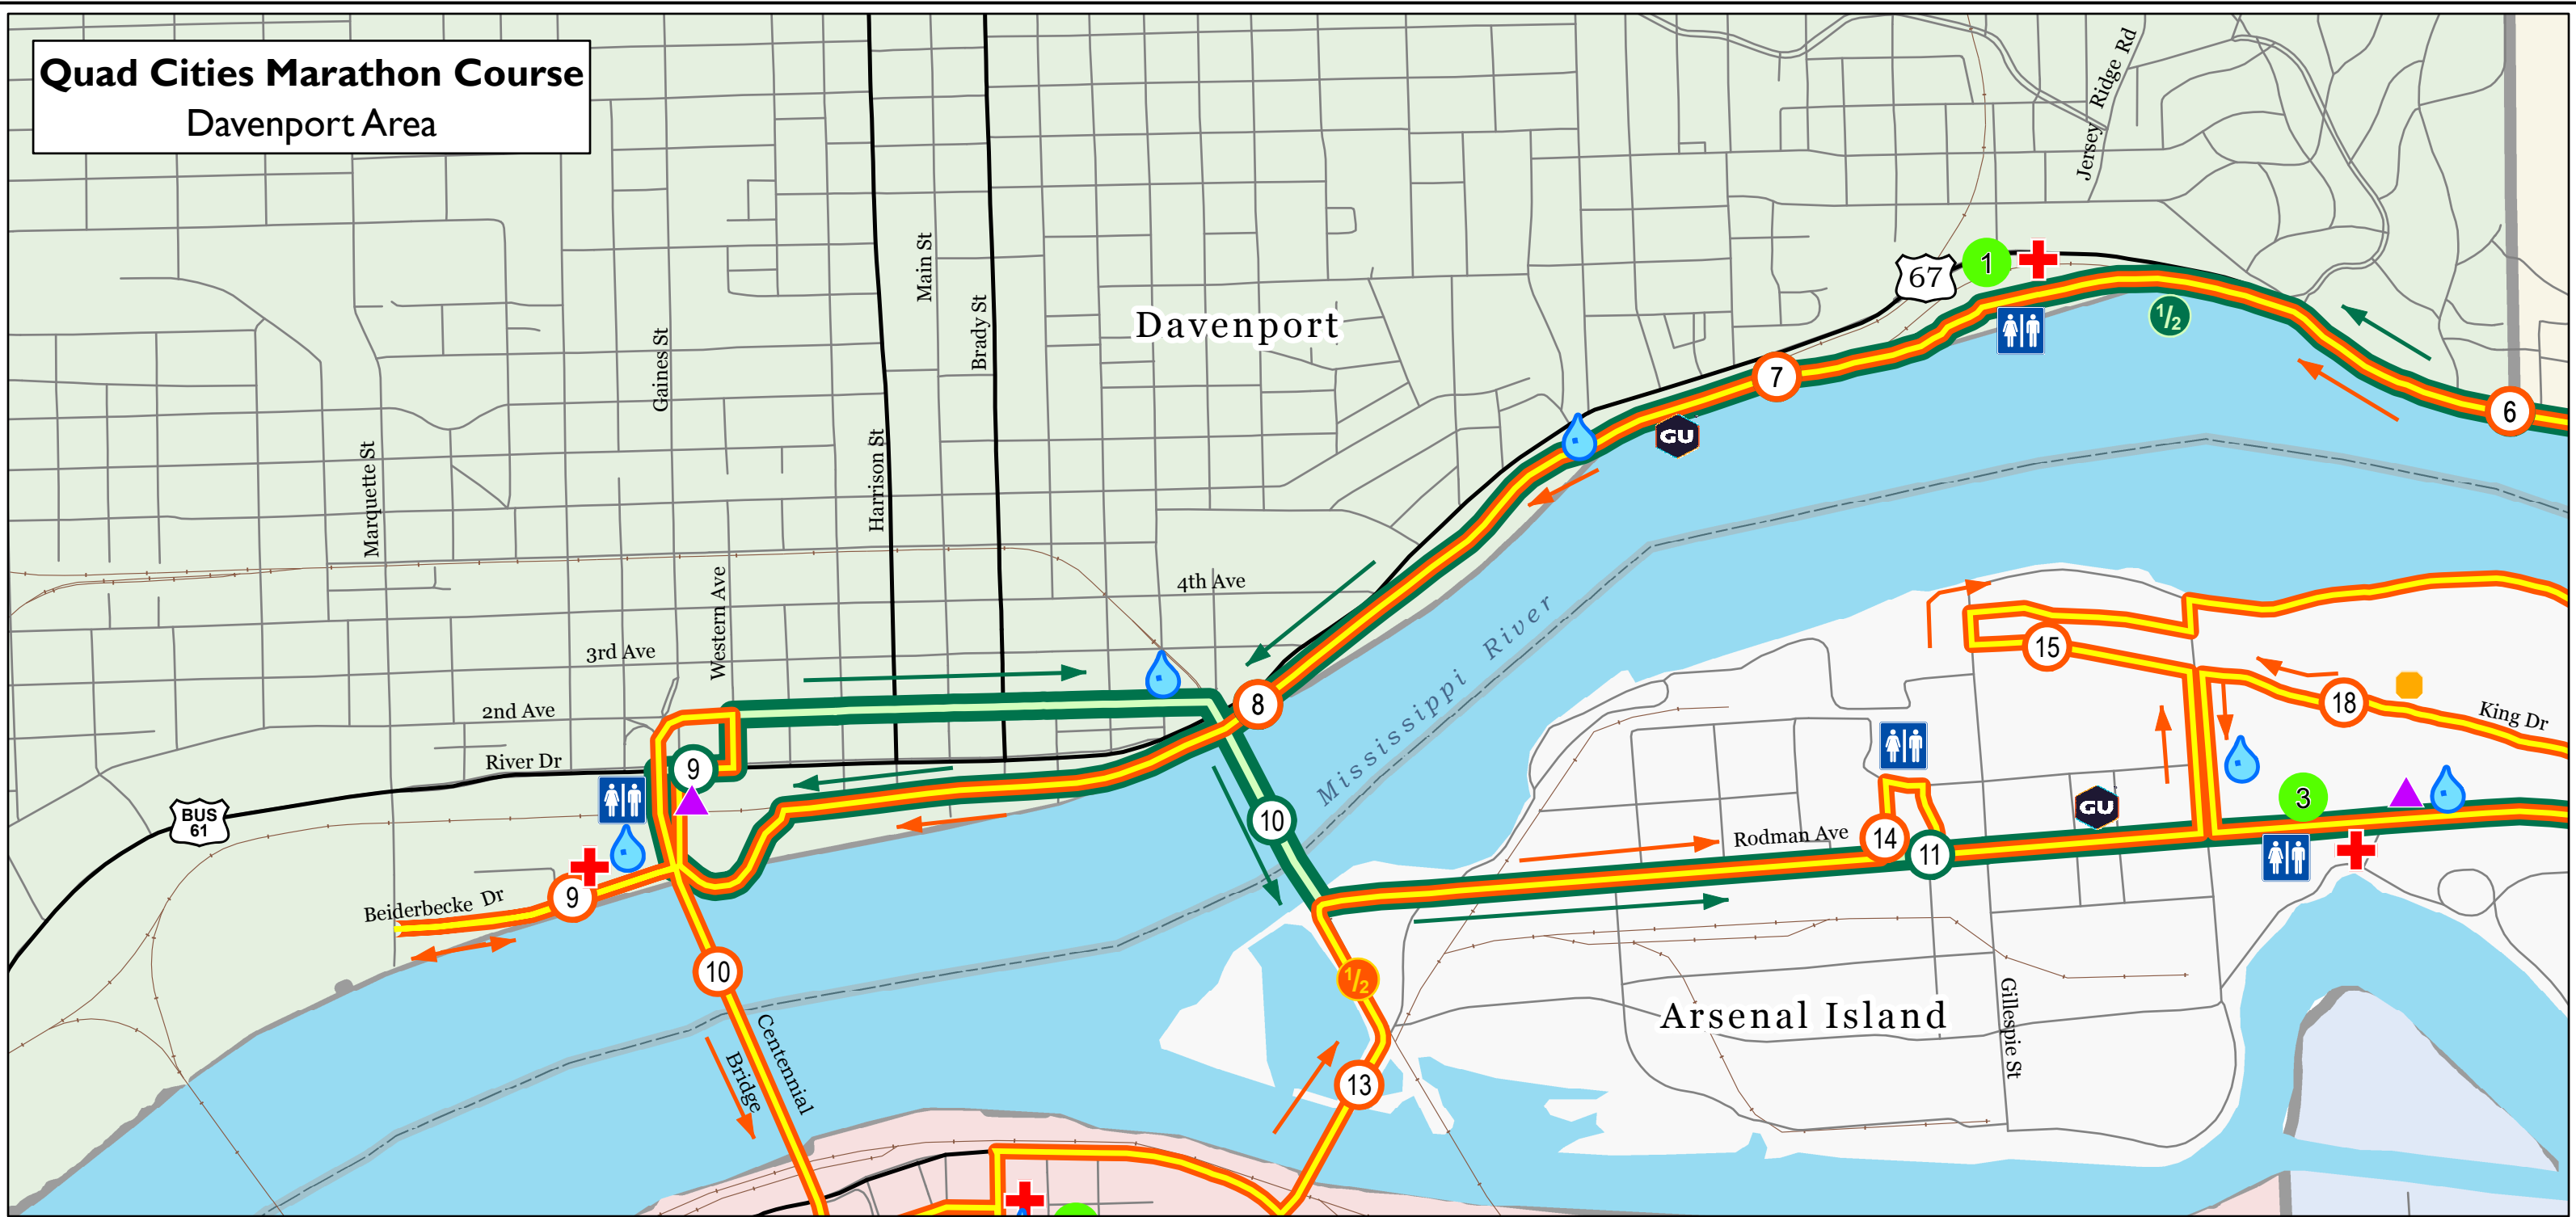 Quad Cities Marathon Course
Davenport Area
Jersey Ridge Rd
Main St
Brady St
Gaines St
Harrison St
Marquette St
Western Ave
Davenport
67
1
1/2
6
7
GU
4th Ave
3rd Ave
2nd Ave
River Dr
8
9
BUS
61
Beiderbecke Dr
9
10
10
Mississippi River
Centennial
Bridge
15
18
King Dr
GU
3
Rodman Ave
14
11
1/2
13
Arsenal Island
Gillespie St